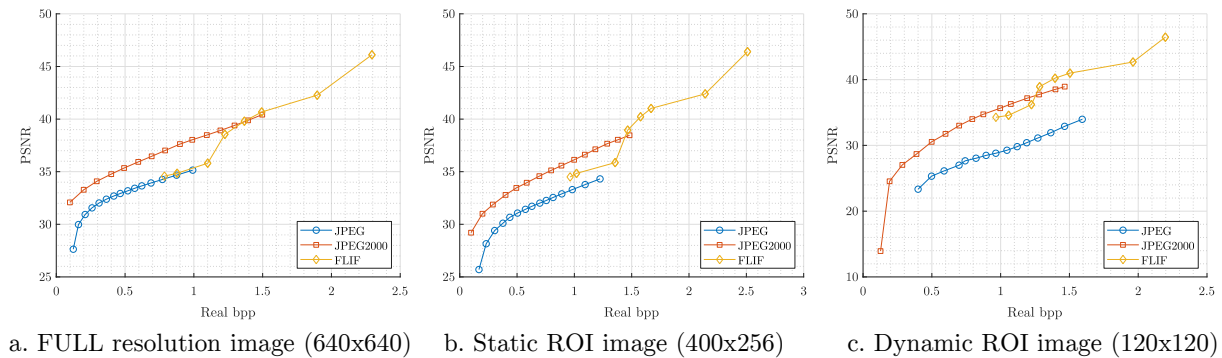 50
45
40
35
30
25
PSNR
0
0.5
1
1.5
2
2.5
Real bpp
JPEG
JPEG2000
FLIF
a. FULL resolution image (640x640)
50
45
40
35
30
25
PSNR
0
0.5
1
1.5
2
2.5
3
Real bpp
JPEG
JPEG2000
FLIF
b. Static ROI image (400x256)
50
40
30
20
10
PSNR
0
0.5
1
1.5
2
2.5
Real bpp
JPEG
JPEG2000
FLIF
c. Dynamic ROI image (120x120)